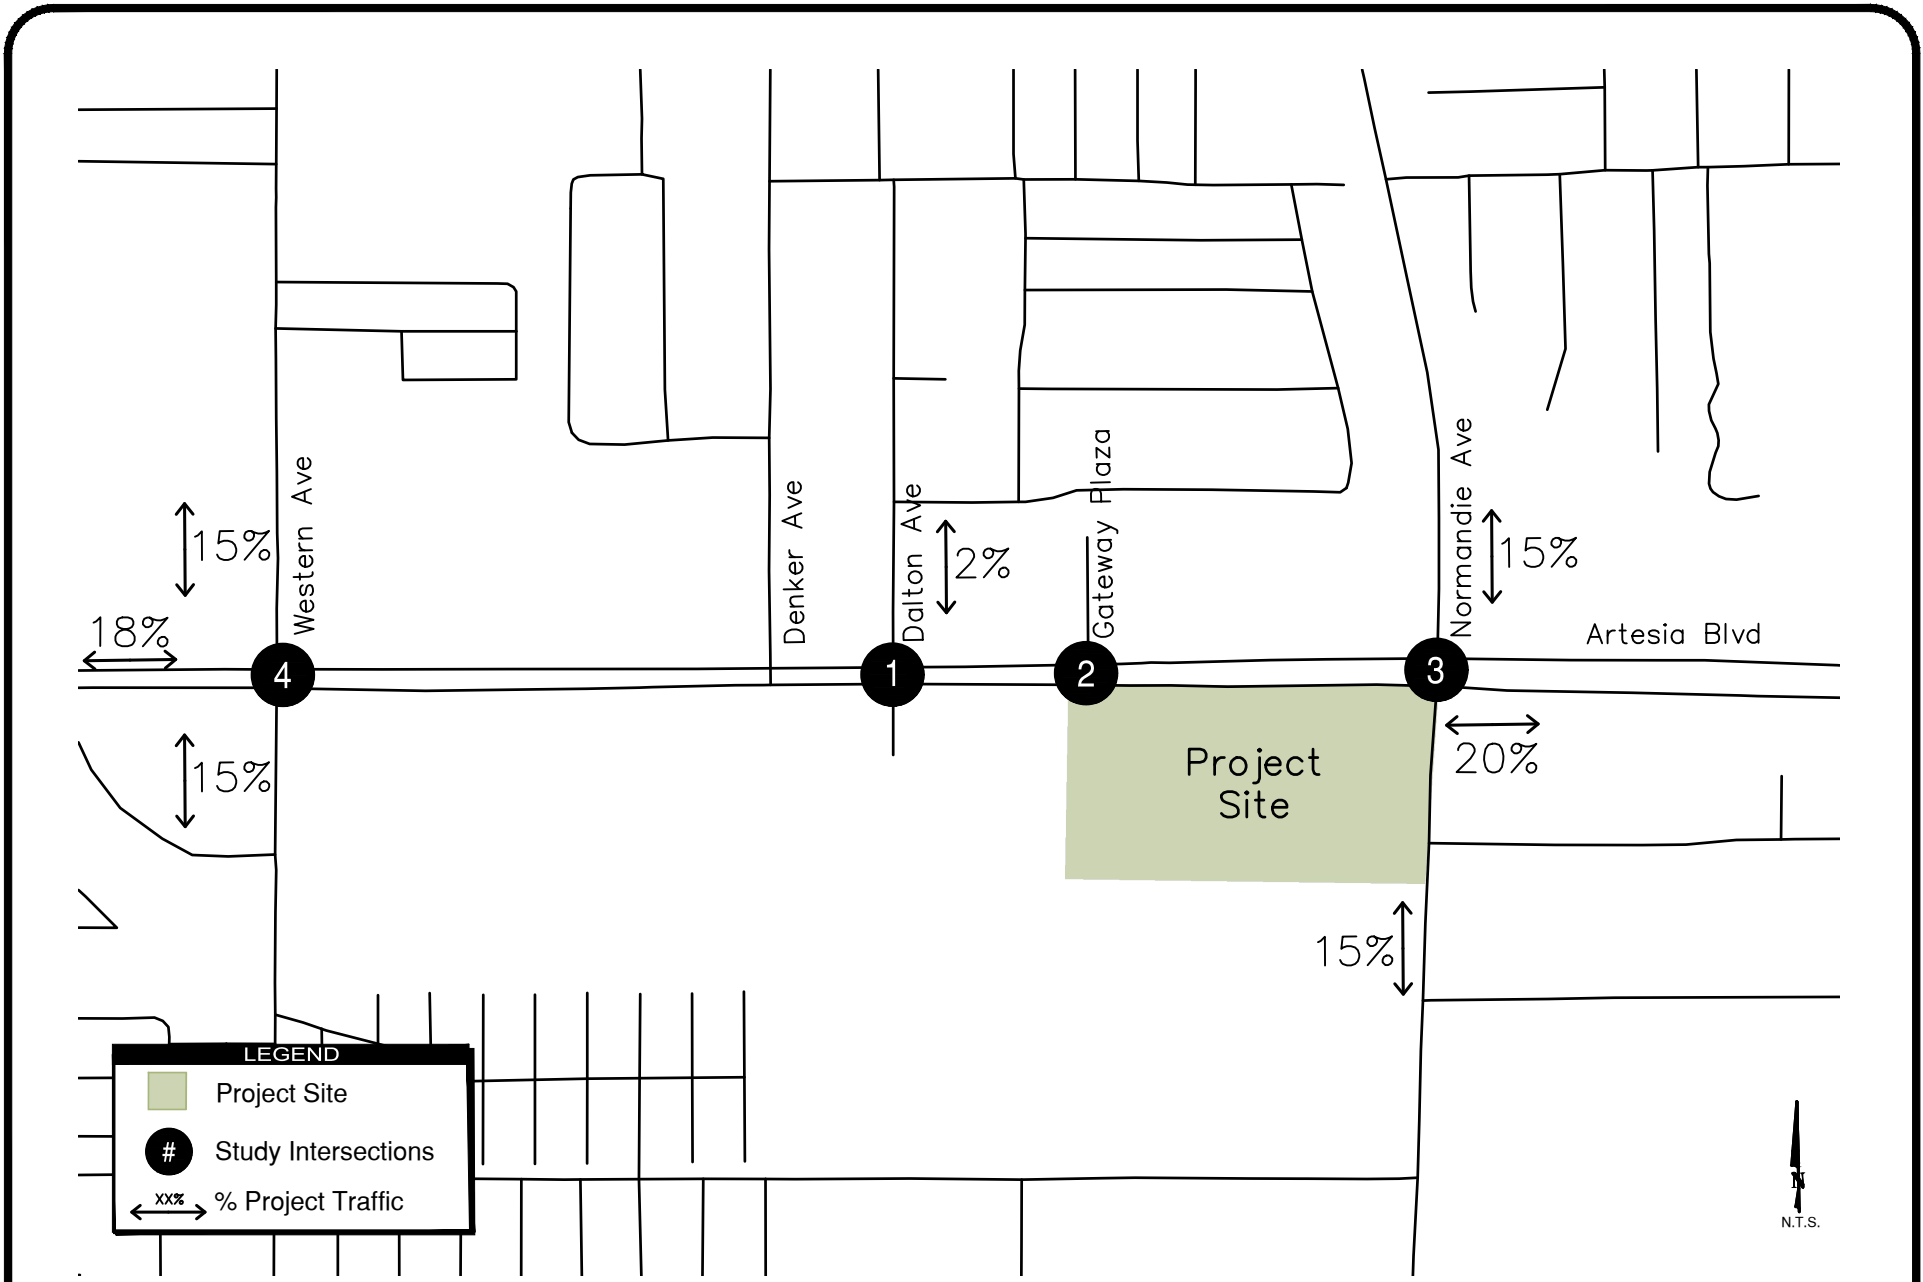 Western Ave
Denker Ave
Dalton Ave
Gateway Plaza
Normandie Ave
15%
2%
15%
18%
Artesia Blvd
4
1
2
3
15%
20%
Project
Site
15%
LEGEND
Project Site
# Study Intersections
XX% % Project Traffic
N
N.T.S.